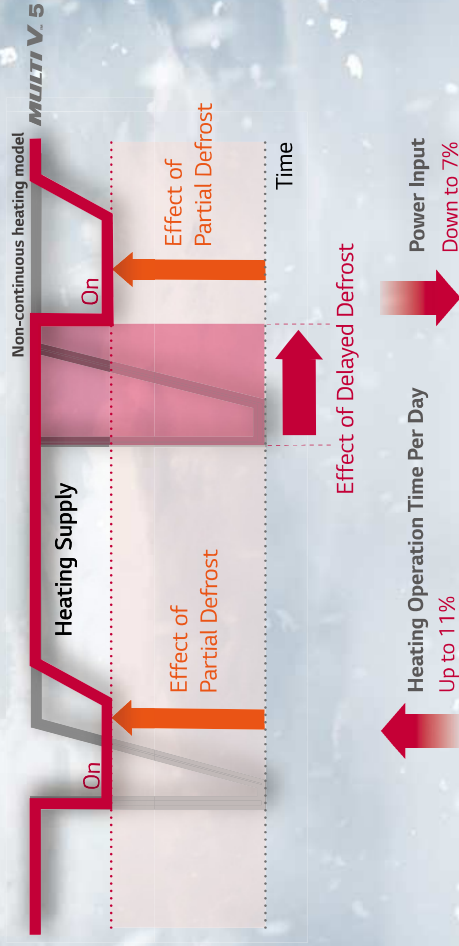 MULTI V™ 5
Non-continuous heating model
Heating Supply
On
On
Effect of
Partial Defrost
Effect of
Partial Defrost
Time
Effect of Delayed Defrost
Heating Operation Time Per Day
Up to 11%
Power Input
Down to 7%